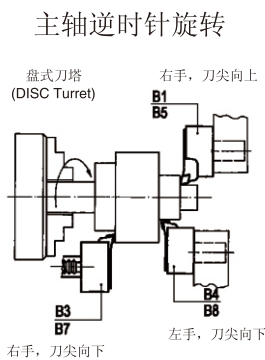 主轴逆时针旋转
盘式刀塔
(DISC Turret)
右手，刀尖向上
B1
B5
B3
B7
右手，刀尖向下
B4
B8
左手，刀尖向下